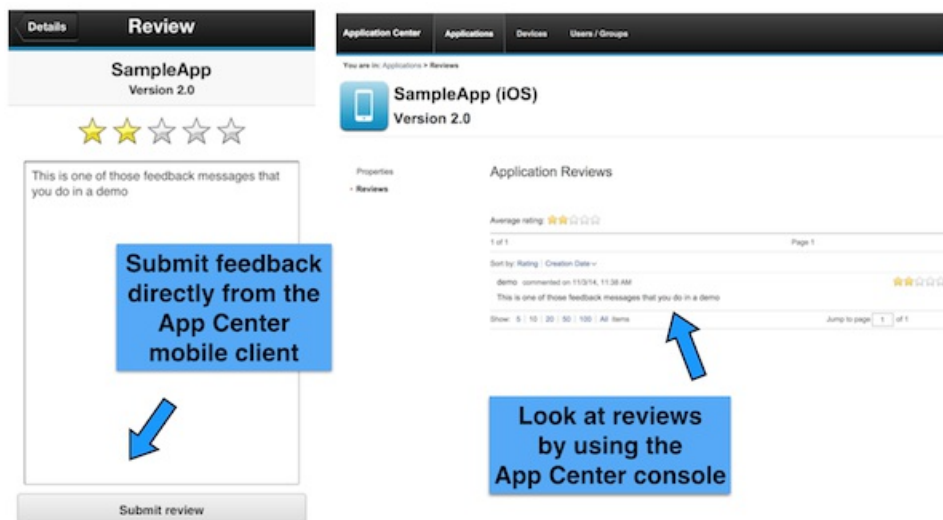 Details
Review
SampleApp
Version 2.0
This is one of those feedback messages that
you do in a demo
Submit feedback
directly from the
App Center
mobile client
Submit review
Application Center
Applications
Devices
Users / Groups
You are in: Applications > Reviews
SampleApp (iOS)
Version 2.0
Properties
- Reviews
Application Reviews
Average rating:
1 of 1
Page 1
Sort by: Rating | Creation Date
demo commented on 11/3/14, 11:38 AM
This is one of those feedback messages that you do in a demo
Show: 5 | 10 | 20 | 50 | 100 | All items
Jump to page 1 of 1
Look at reviews
by using the
App Center console